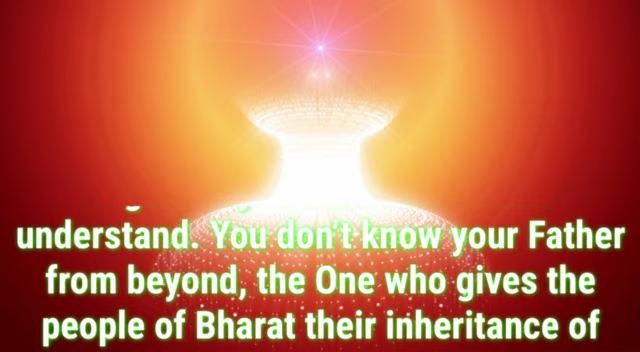 understand. You don't know your Father
from beyond, the One who gives the
people of Bharat their inheritance of